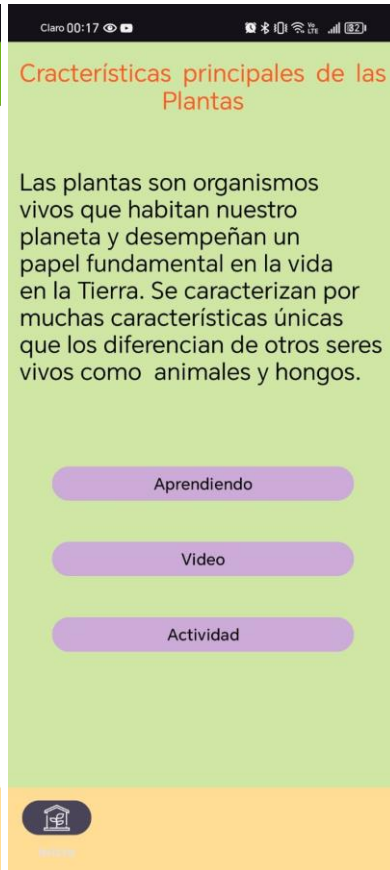 Claro 00:17
82
Cracterísticas principales de las
Plantas
Las plantas son organismos
vivos que habitan nuestro
planeta y desempeñan un
papel fundamental en la vida
en la Tierra. Se caracterizan por
muchas características únicas
que los diferencian de otros seres
vivos como animales y hongos.
Aprendiendo
Video
Actividad